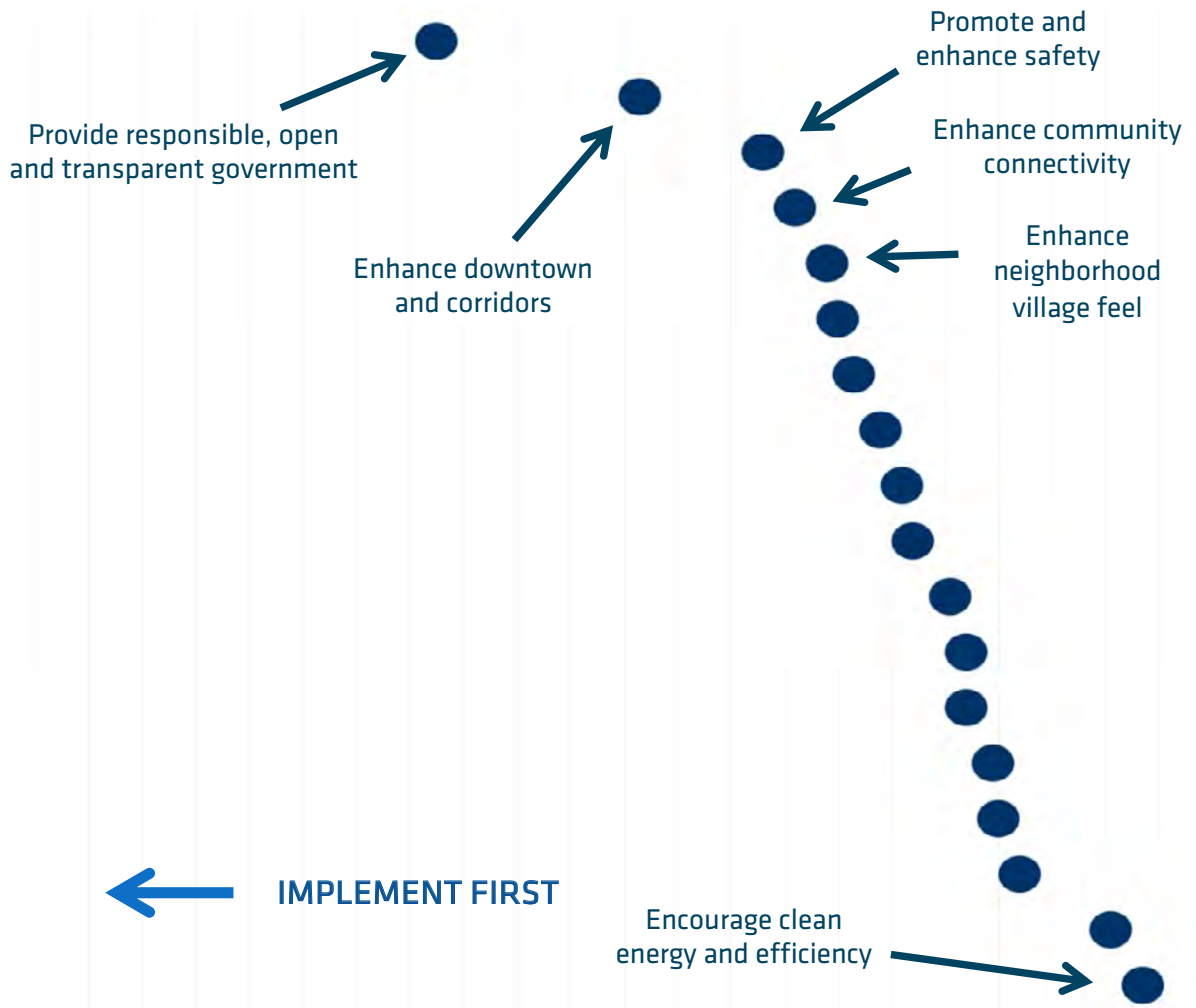 Promote and
enhance safety
Provide responsible, open
and transparent government
Enhance community
connectivity
Enhance downtown
and corridors
Enhance
neighborhood
village feel
IMPLEMENT FIRST
Encourage clean
energy and efficiency